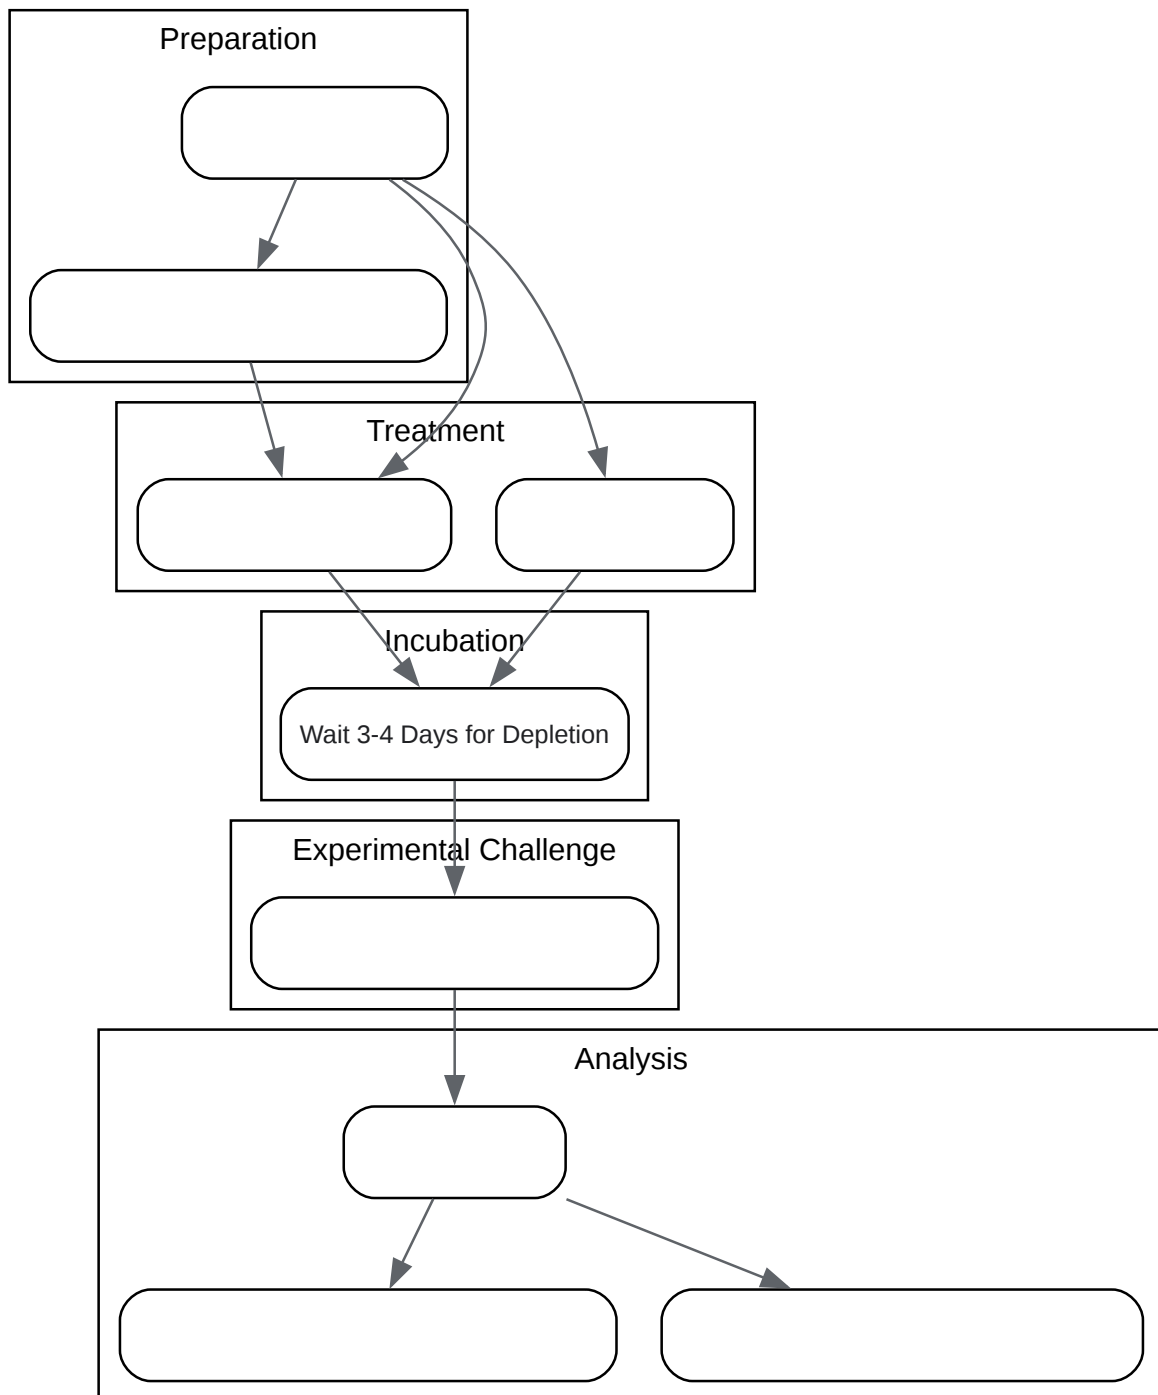 Preparation
Treatment
Incubation
Wait 3-4 Days for Depletion
Experimental Challenge
Analysis